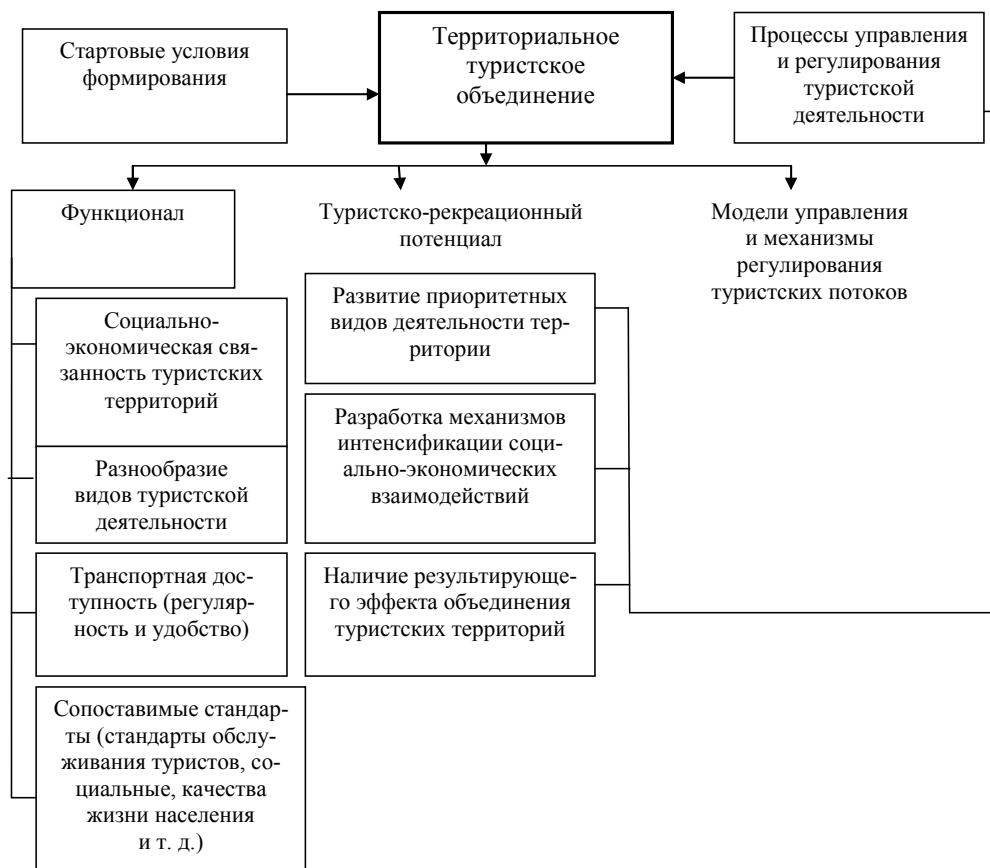 Стартовые условия
формирования
Территориальное
туристское
объединение
Процессы управления
и регулирования
туристской
деятельности
Функционал
Туристско-рекреационный
потенциал
Модели управления
и механизмы
регулирования
туристских потоков
Социально-
экономическая свя-
занность туристских
территорий
Разнообразие
видов туристской
деятельности
Транспортная дос-
тупность (регуляр-
ность и удобство)
Сопоставимые стандар-
ты (стандарты обслу-
живания туристов, со-
циальные, качества
жизни населения
и т. д.)
Развитие приоритетных
видов деятельности тер-
ритории
Разработка механизмов
интенсификации соци-
ально-экономических
взаимодействий
Наличие результирующе-
го эффекта объединения
туристских территорий